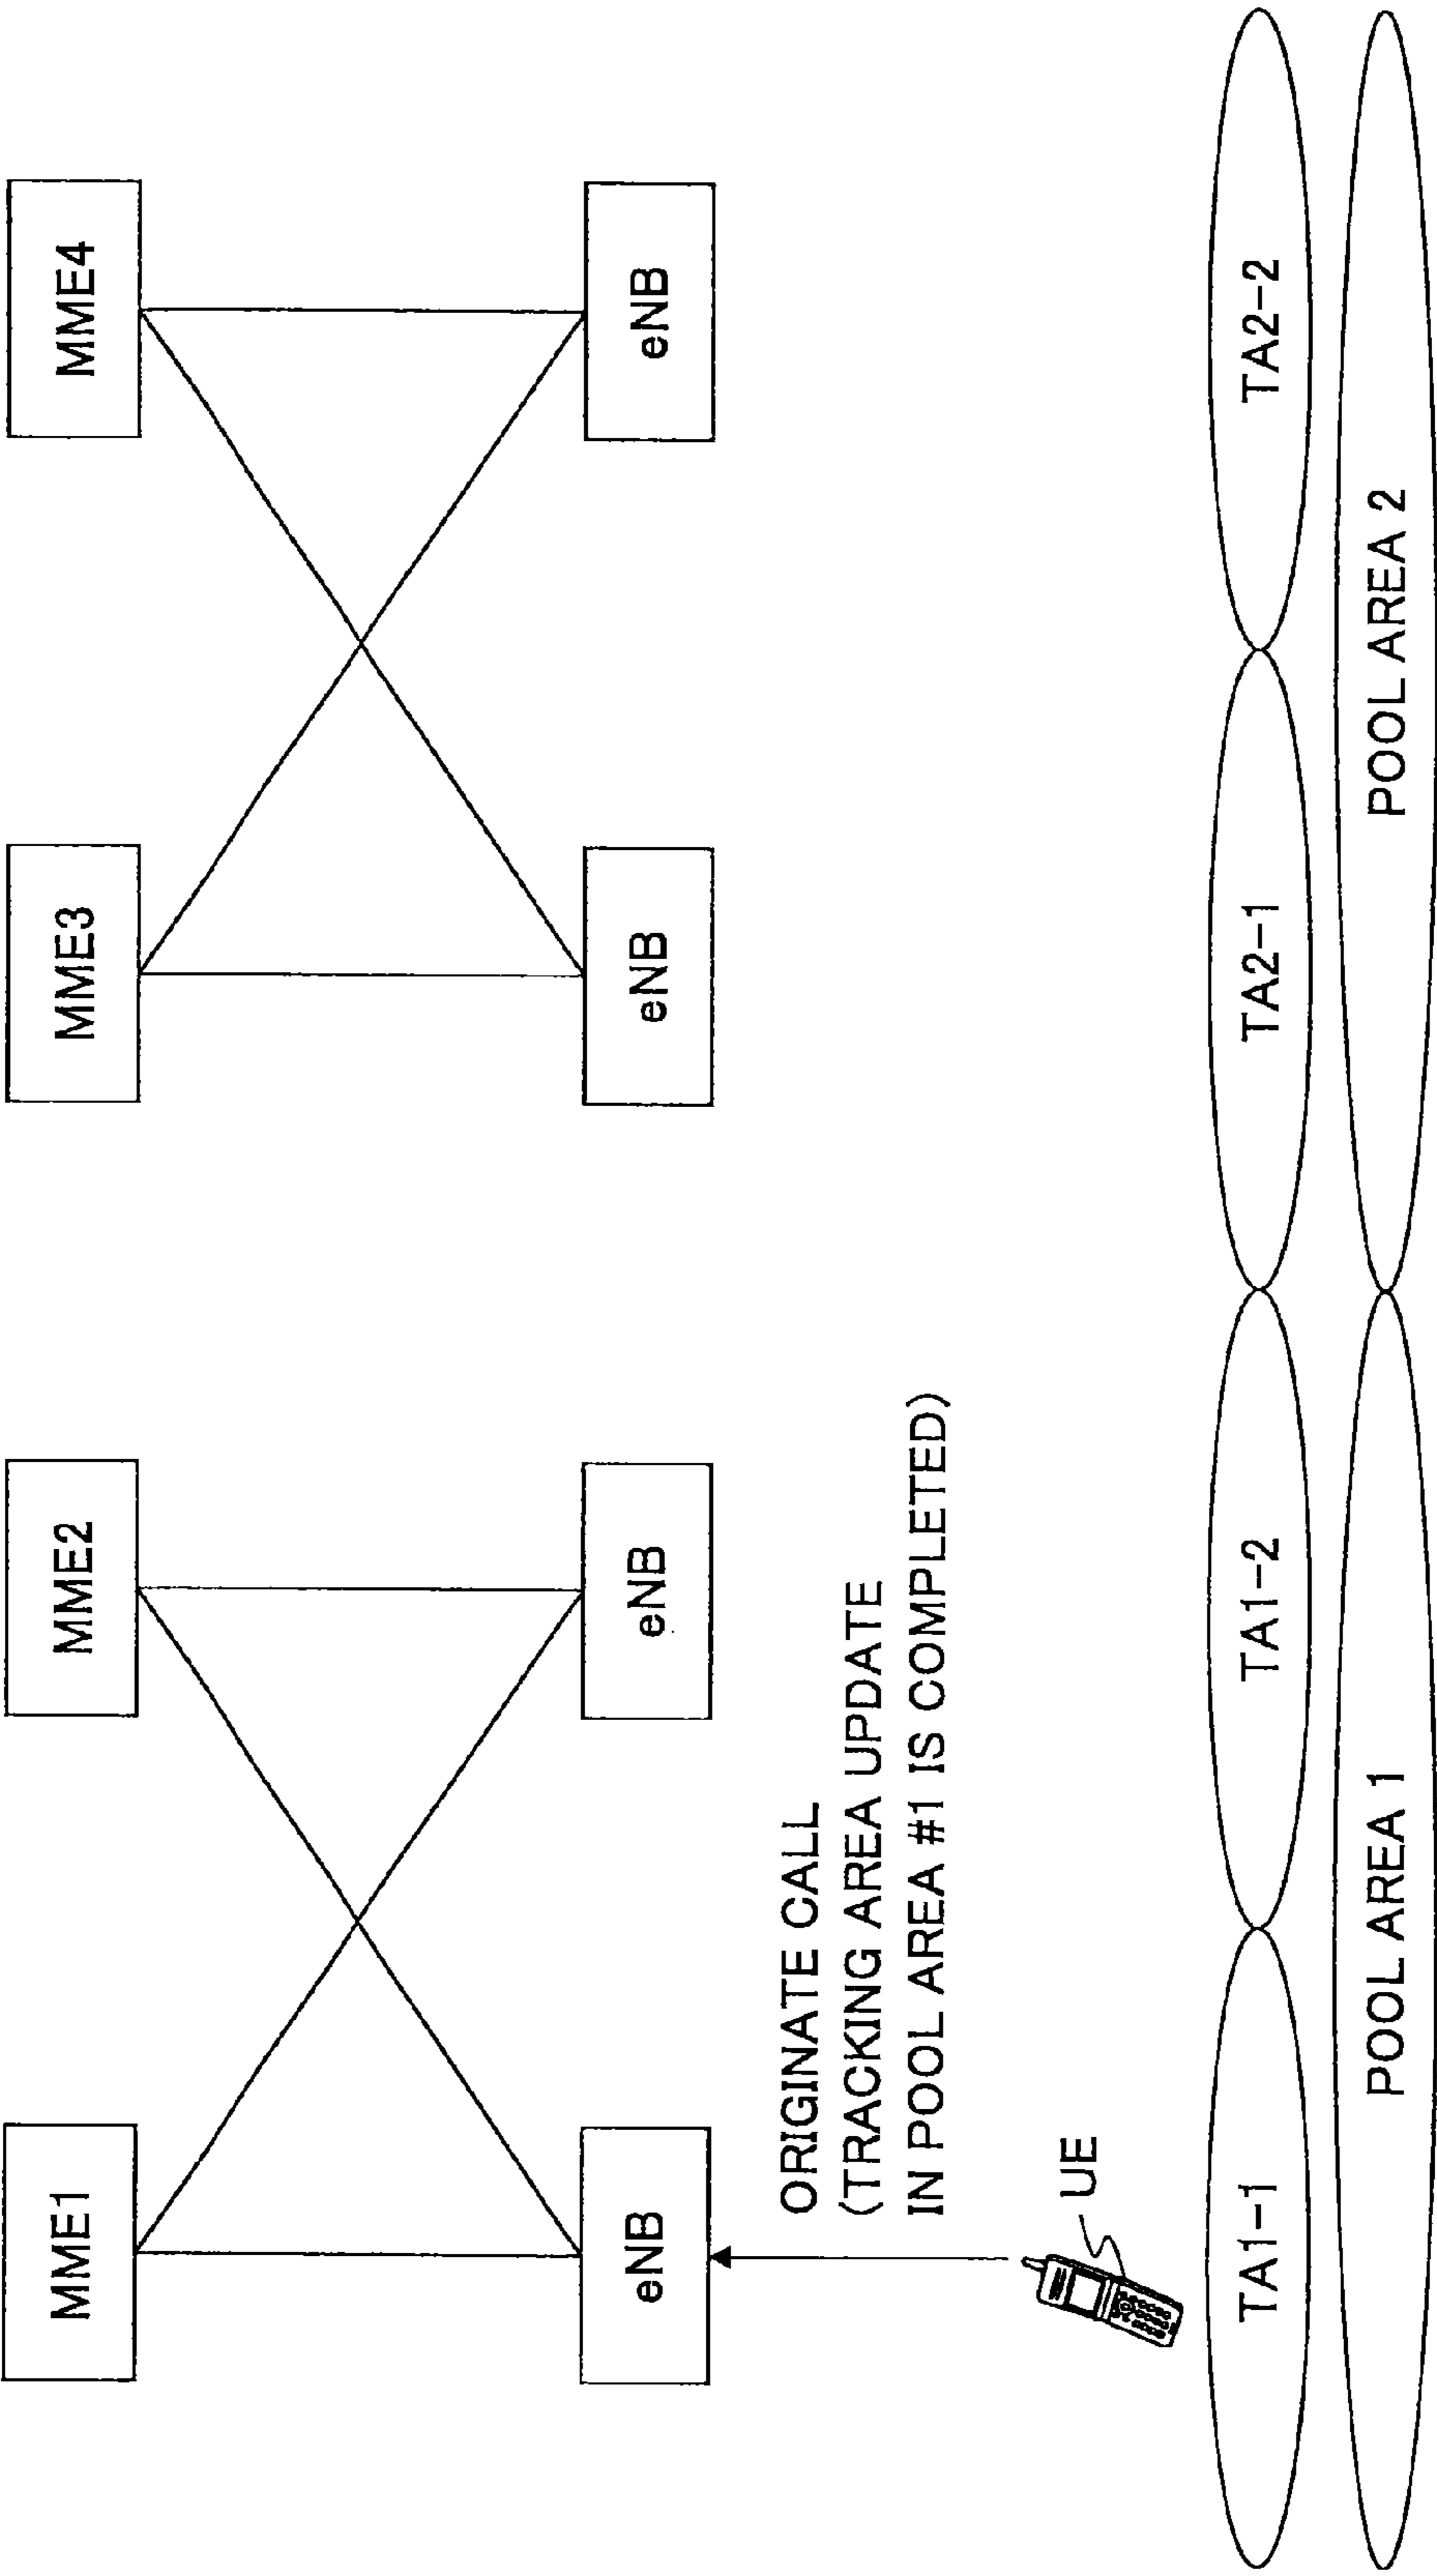 MME1
MME2
MME3
MME4
eNB
eNB
eNB
eNB
ORIGINATE CALL
(TRACKING AREA UPDATE
IN POOL AREA #1 IS COMPLETED)
UE
TA1-1
TA1-2
TA2-1
TA2-2
POOL AREA 1
POOL AREA 2